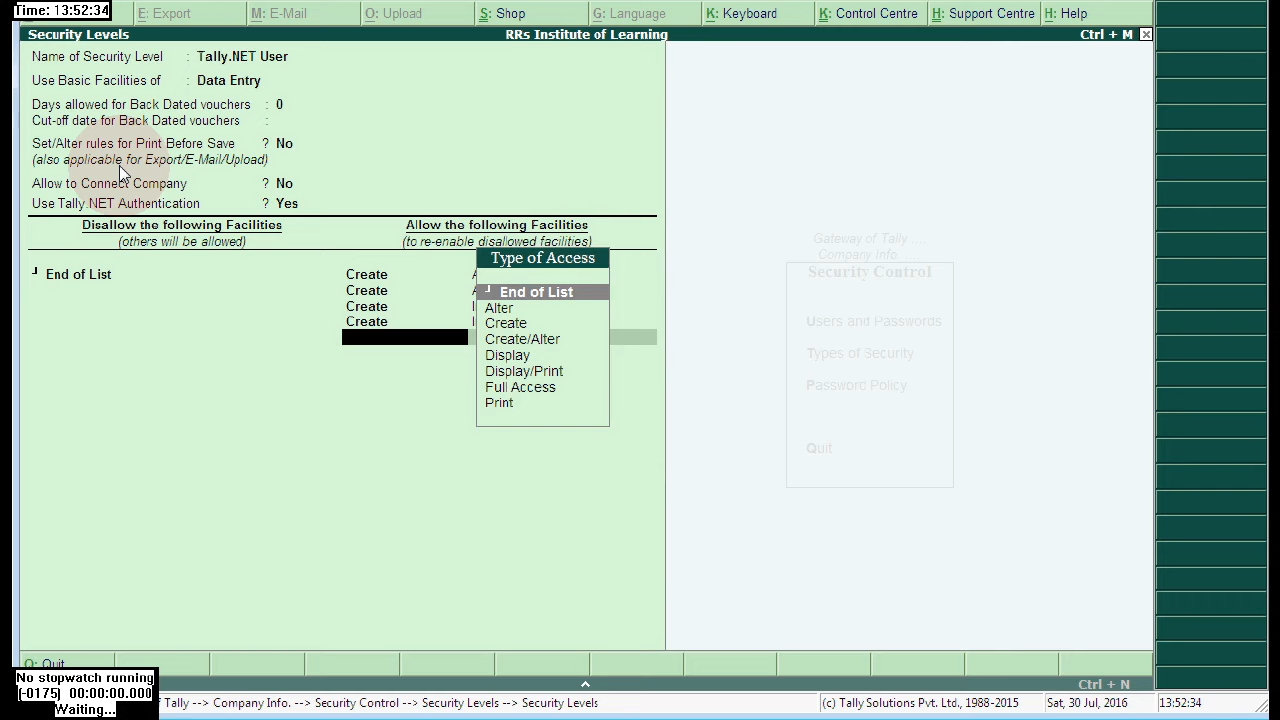 Time: 13:52:34
E: Export
M: E-Mail
O: Upload
S: Shop
G: Language
K: Keyboard
K: Control Centre
H: Support Centre
H: Help
Security Levels
RRs Institute of Learning
Ctrl + M
Name of Security Level : Tally.NET User
Use Basic Facilities of : Data Entry
Days allowed for Back Dated vouchers : 0
Cut-off date for Back Dated vouchers :
Set/Alter rules for Print Before Save ? No
(also applicable for Export/E-Mail/Upload)
Allow to Connect Company ? No
Use Tally.NET Authentication ? Yes
Disallow the following Facilities
(others will be allowed)
Allow the following Facilities
(to re-enable disallowed facilities)
End of List
Create
Create
Create
Create
Type of Access
End of List
Alter
Create
Create/Alter
Display
Display/Print
Full Access
Print
Gateway of Tally .....
Company Info. ....
Security Control
Users and Passwords
Types of Security
Password Policy
Quit
Q: Quit
Ctrl + N
No stopwatch running
[-0175] 00:00:00.000
Waiting...
of Tally --> Company Info. --> Security Control --> Security Levels --> Security Levels
(c) Tally Solutions Pvt. Ltd., 1988-2015
Sat, 30 Jul, 2016
13:52:34